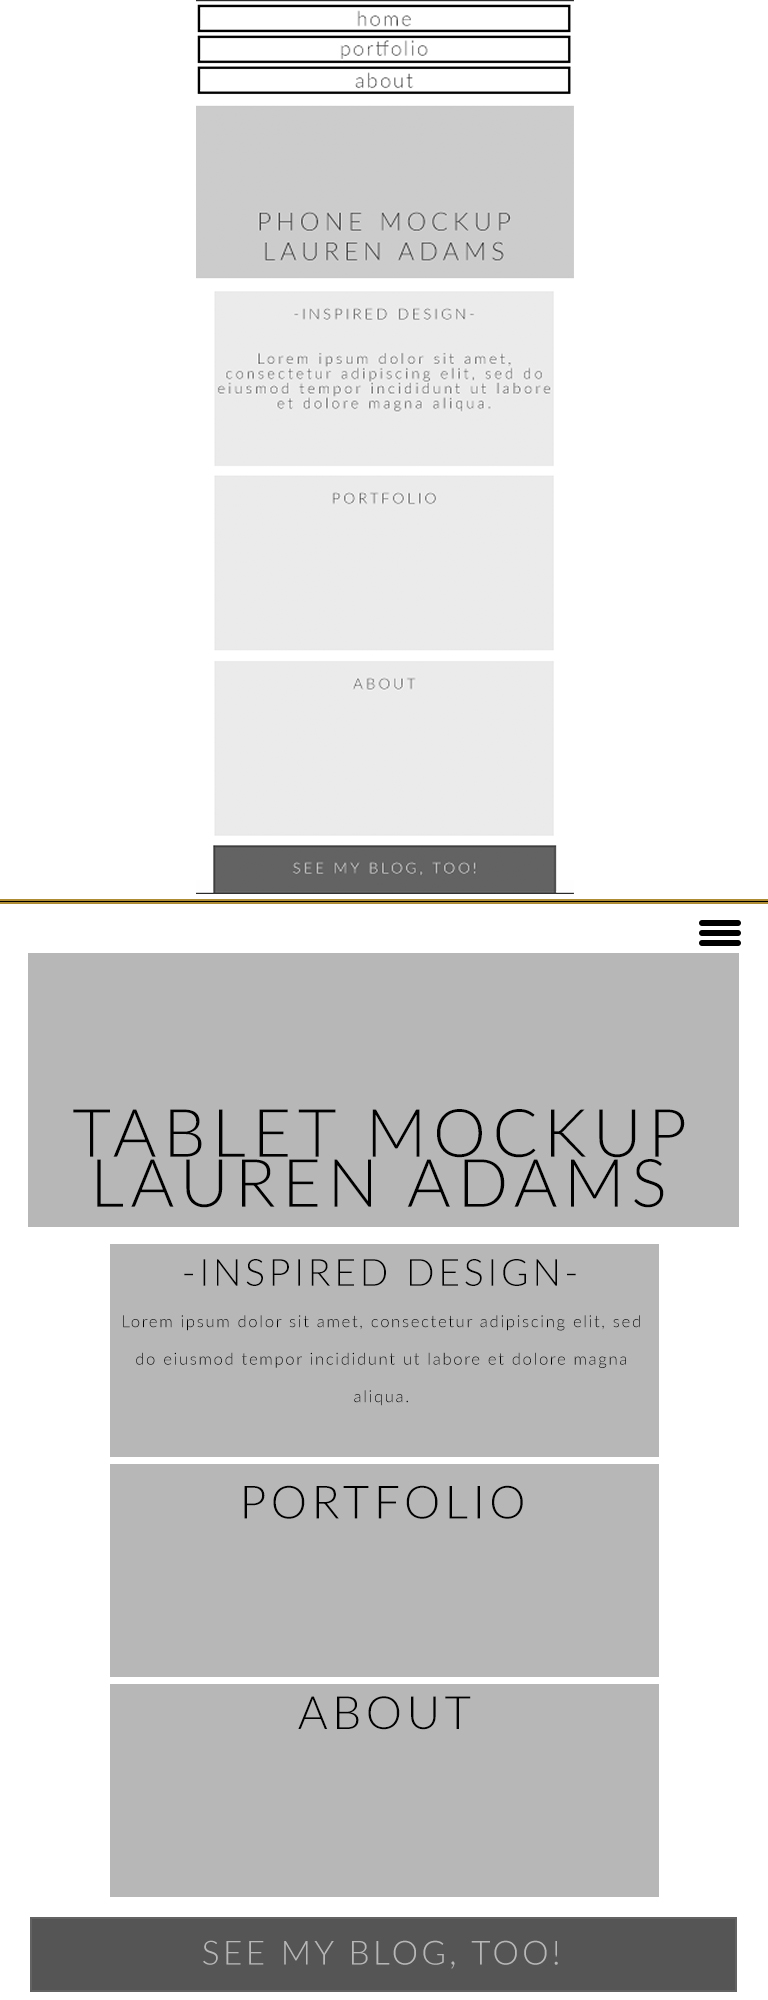 home
portfolio
about
PHONE MOCKUP
LAUREN ADAMS
-INSPIRED DESIGN-
Lorem ipsum dolor sit amet,
consectetur adipiscing elit, sed do
eiusmod tempor incididunt ut labore
et dolore magna aliqua.
PORTFOLIO
ABOUT
SEE MY BLOG, TOO!
TABLET MOCKUP
LAUREN ADAMS
-INSPIRED DESIGN-
Lorem ipsum dolor sit amet, consectetur adipiscing elit, sed
do eiusmod tempor incididunt ut labore et dolore magna
aliqua.
PORTFOLIO
ABOUT
SEE MY BLOG, TOO!